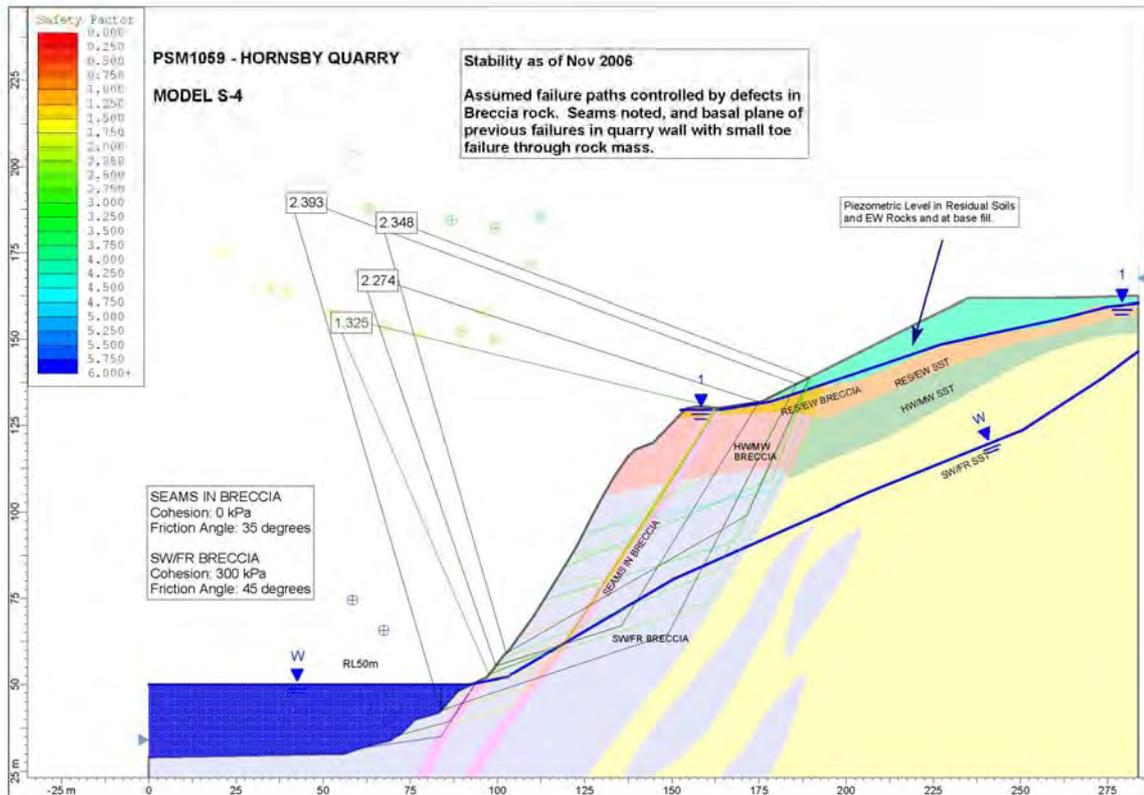 Safety Factor
0.000
0.250
0.500
0.750
1.000
1.250
1.500
1.750
2.000
2.250
2.500
2.750
3.000
3.250
3.500
3.750
4.000
4.250
4.500
4.750
5.000
5.250
5.500
5.750
6.000+
PSM1059 - HORNSBY QUARRY
MODEL S-4
Stability as of Nov 2006
Assumed failure paths controlled by defects in
Breccia rock. Seams noted, and basal plane of
previous failures in quarry wall with small toe
failure through rock mass.
2.393
2.348
2.274
1.325
Piezometric Level in Residual Soils
and EW Rocks and at base fill.
1
1
W
W
RES/EW BRECCIA
RES/EW SST
HW/MW SST
HW/MW
BRECCIA
SW/FR SST
SEAMS IN BRECCIA
SW/FR BRECCIA
SEAMS IN BRECCIA
Cohesion: 0 kPa
Friction Angle: 35 degrees
SW/FR BRECCIA
Cohesion: 300 kPa
Friction Angle: 45 degrees
RL50m
225
200
175
150
125
100
75
50
25 m
-25 m
0
25
50
75
100
125
150
175
200
225
250
275